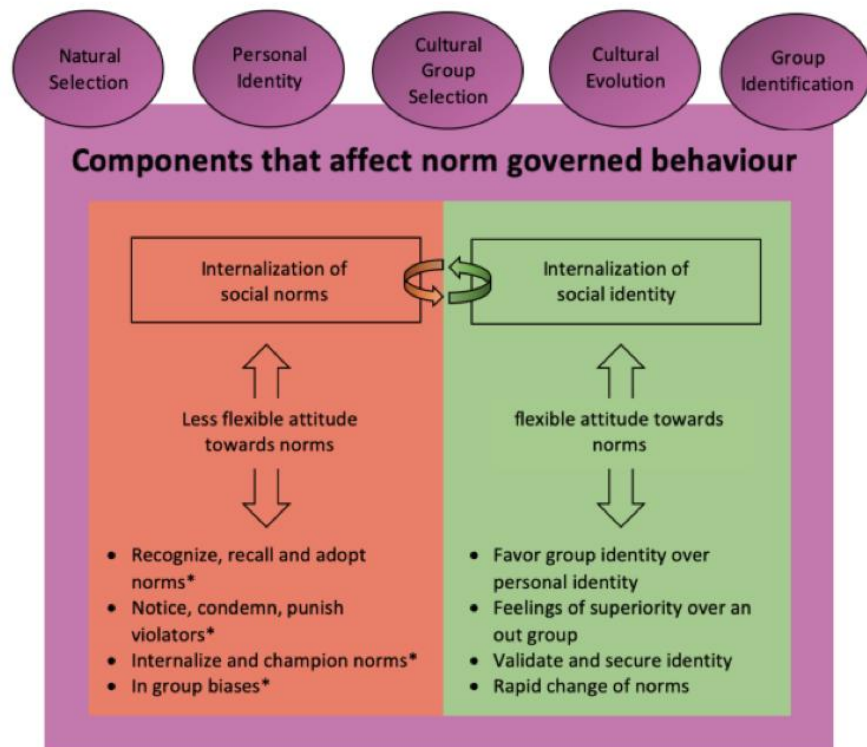 Natural
Selection
Personal
Identity
Cultural
Group
Selection
Cultural
Evolution
Group
Identification
Components that affect norm governed behaviour
Internalization of
social norms
Less flexible attitude
towards norms
• Recognize, recall and adopt
norms*
• Notice, condemn, punish
violators*
• Internalize and champion norms*
• In group biases*
Internalization of
social identity
flexible attitude towards
norms
• Favor group identity over
personal identity
• Feelings of superiority over an
out group
• Validate and secure identity
• Rapid change of norms